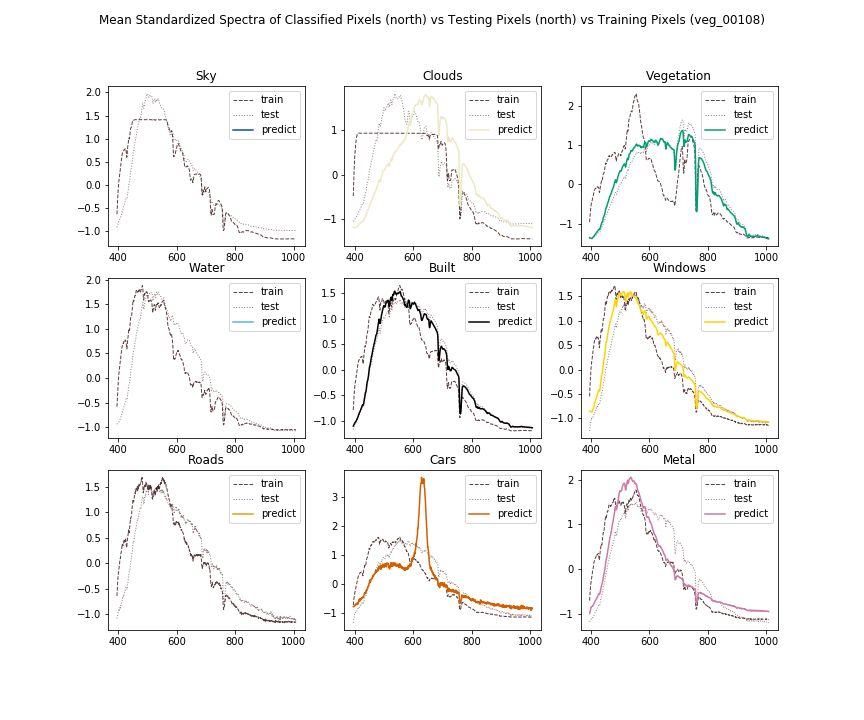 Mean Standardized Spectra of Classified Pixels (north) vs Testing Pixels (north) vs Training Pixels (veg_00108)
Sky
Clouds
Vegetation
train
test
predict
train
test
predict
train
test
predict
2.0
1.5
1.0
0.5
0.0
−0.5
−1.0
1
0
−1
2
1
0
−1
400 600 800 1000
400 600 800 1000
400 600 800 1000
Water
Built
Windows
train
test
predict
train
test
predict
train
test
predict
2.0
1.5
1.0
0.5
0.0
−0.5
−1.0
1.5
1.0
0.5
0.0
−0.5
−1.0
1.5
1.0
0.5
0.0
−0.5
−1.0
400 600 800 1000
400 600 800 1000
400 600 800 1000
Roads
Cars
Metal
train
test
predict
train
test
predict
train
test
predict
1.5
1.0
0.5
0.0
−0.5
−1.0
3
2
1
0
−1
2
1
0
−1
400 600 800 1000
400 600 800 1000
400 600 800 1000